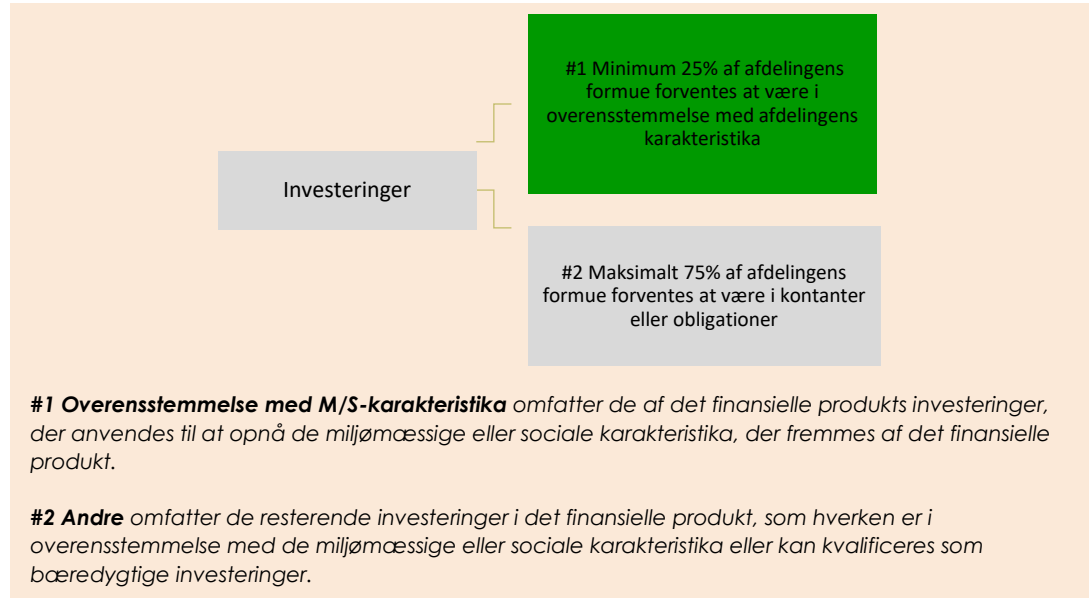 #1 Minimum 25% af afdelingens
formue forventes at være i
overensstemmelse med afdelingens
karakteristika
Investeringer
#2 Maksimalt 75% af afdelingens
formue forventes at være i kontanter
eller obligationer
#1 Overensstemmelse med M/S-karakteristika omfatter de af det finansielle produkts investeringer,
der anvendes til at opnå de miljømæssige eller sociale karakteristika, der fremmes af det finansielle
produkt.
#2 Andre omfatter de resterende investeringer i det finansielle produkt, som hverken er i
overensstemmelse med de miljømæssige eller sociale karakteristika eller kan kvalificeres som
bæredygtige investeringer.